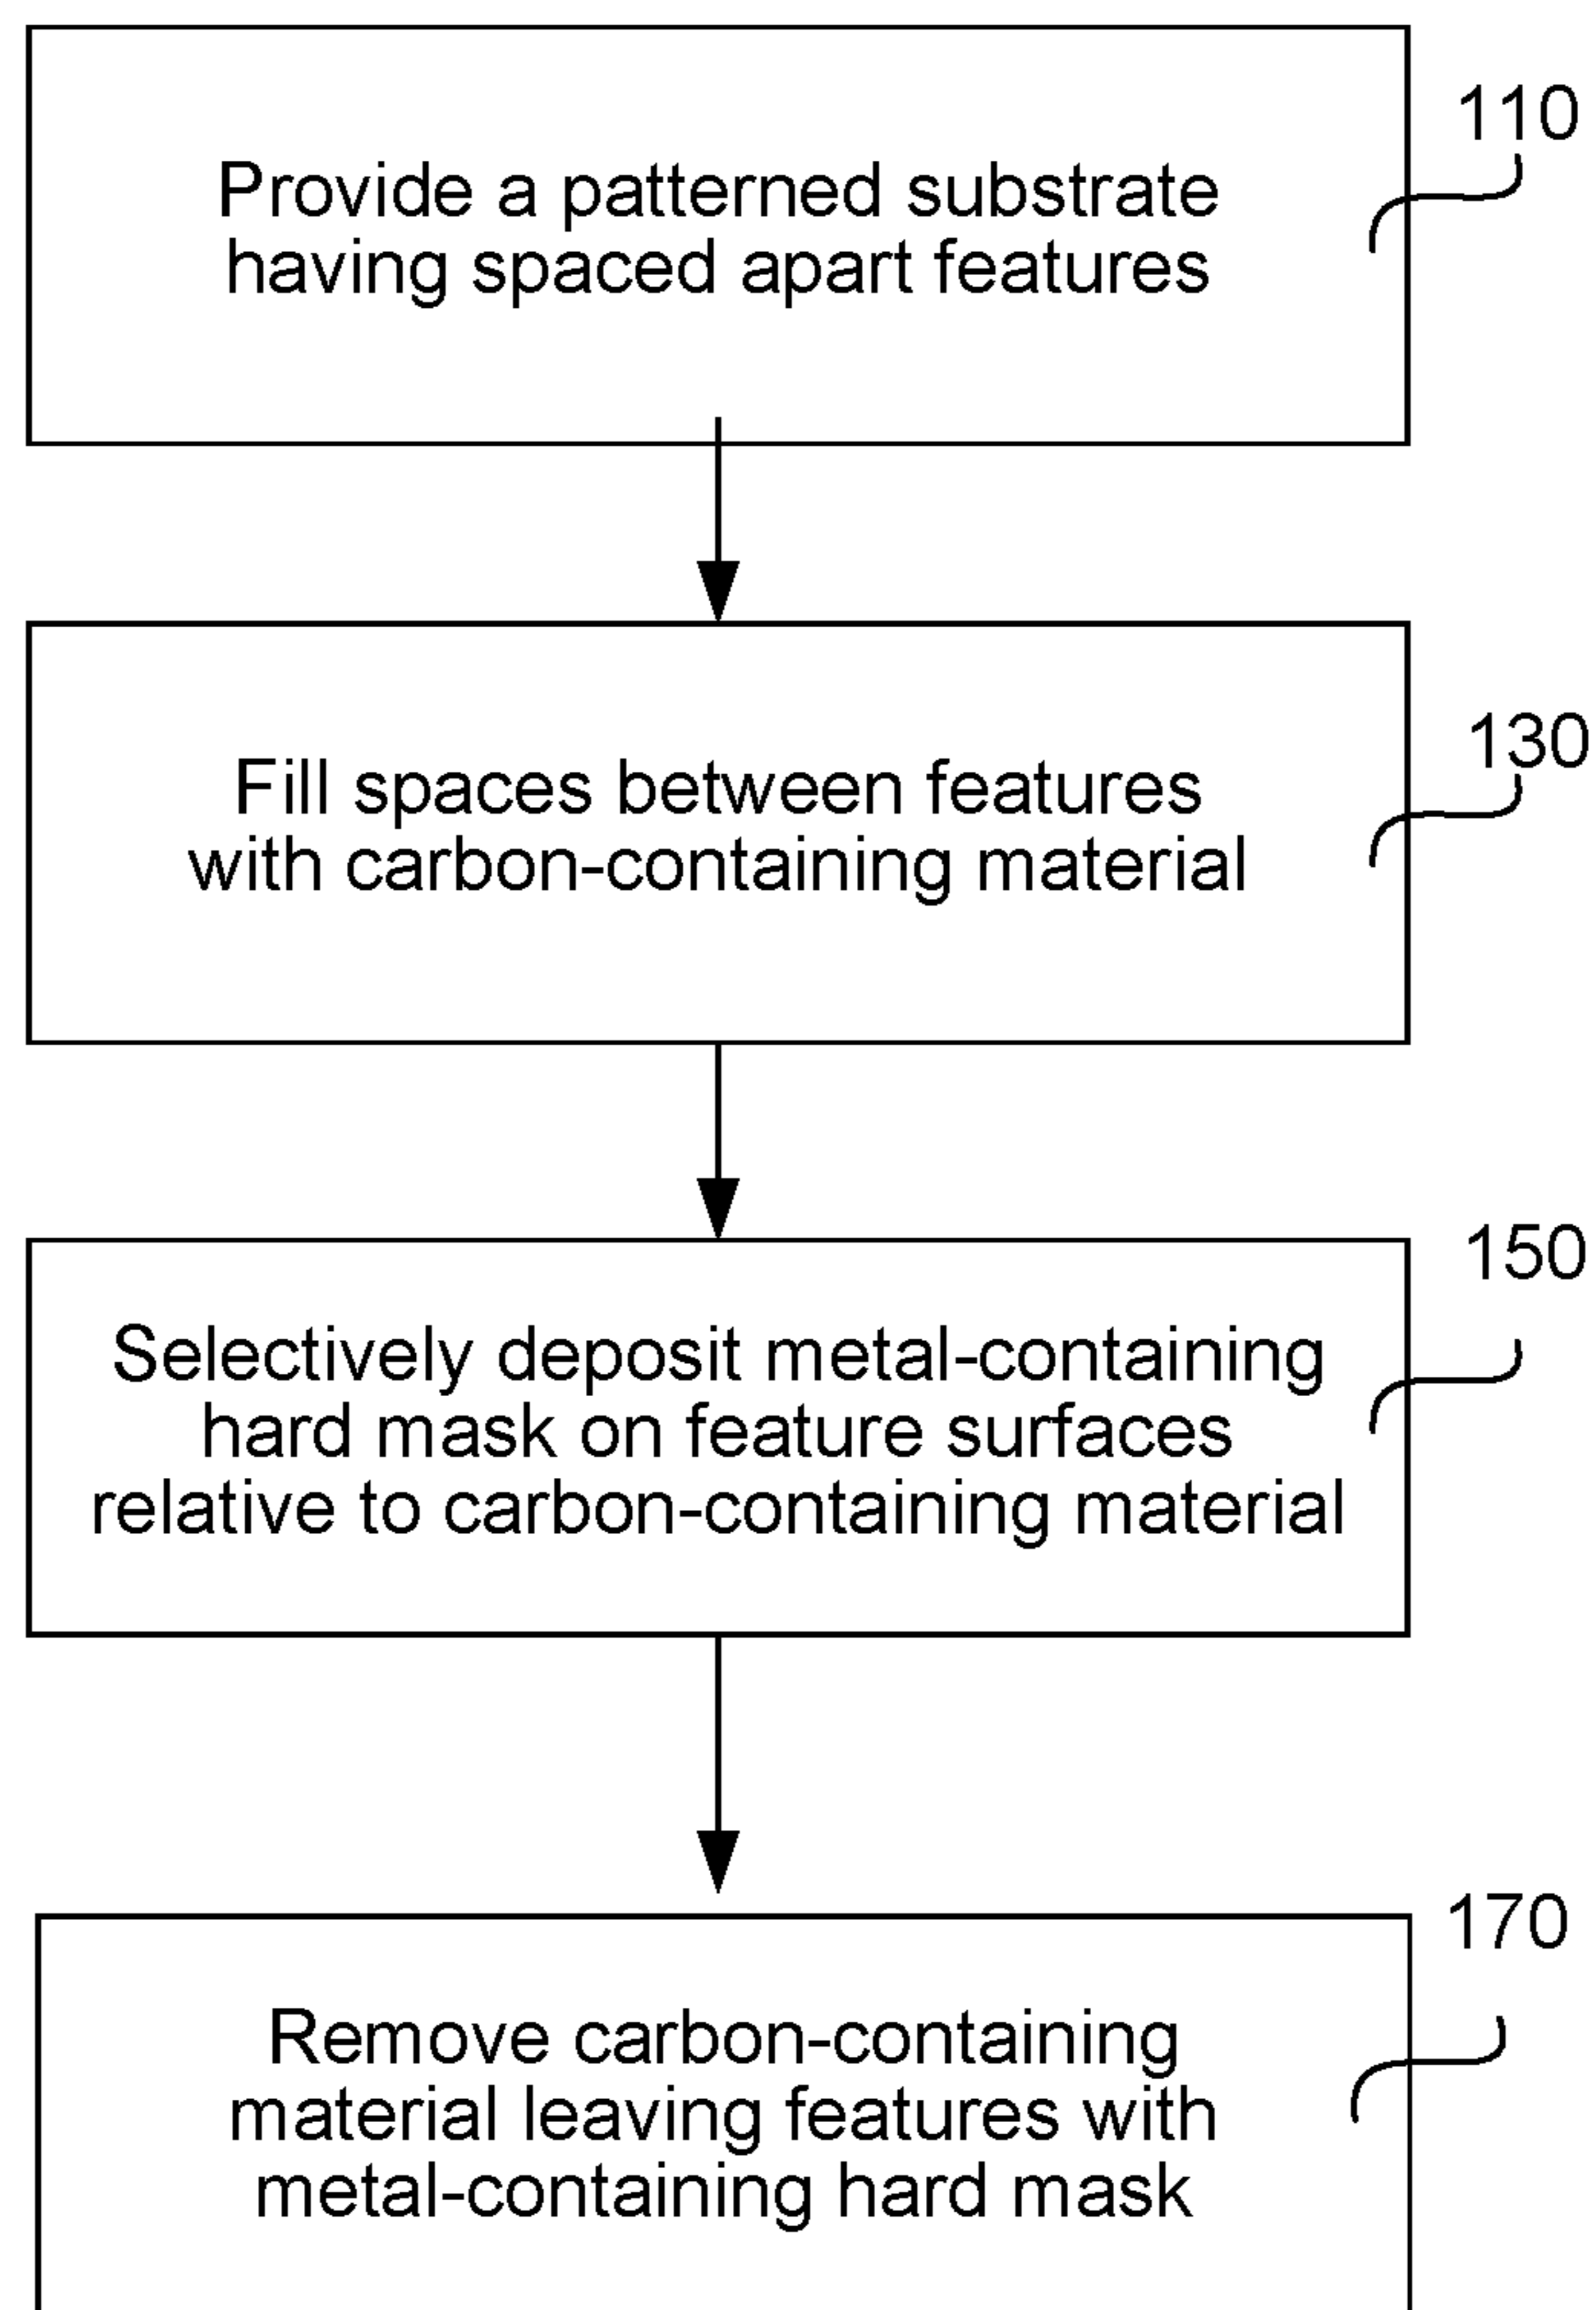 110
Provide a patterned substrate
having spaced apart features
130
Fill spaces between features
with carbon-containing material
150
Selectively deposit metal-containing
hard mask on feature surfaces
relative to carbon-containing material
170
Remove carbon-containing
material leaving features with
metal-containing hard mask